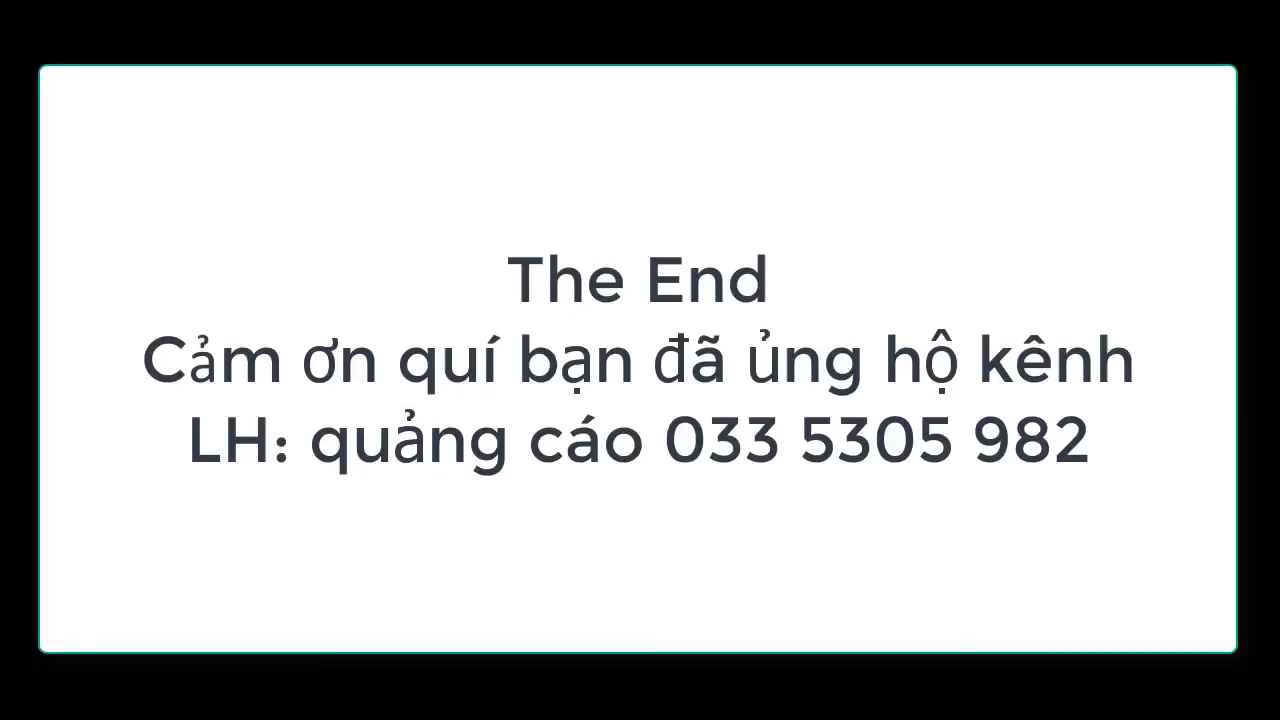 The End
Cảm ơn quí bạn đã ủng hộ kênh
LH: quảng cáo 033 5305 982